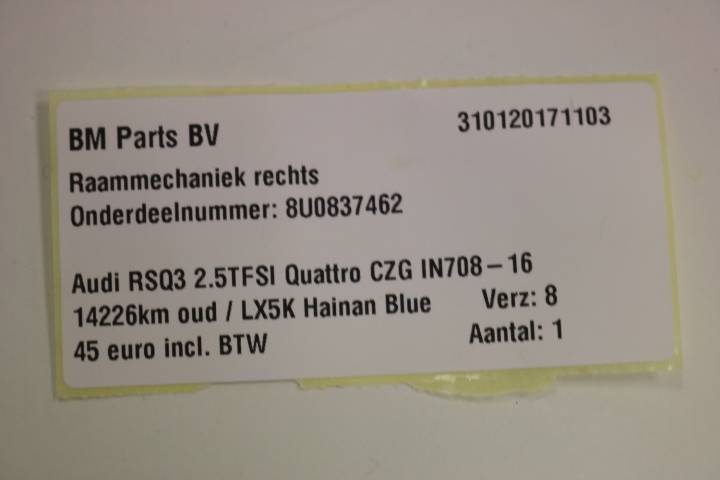 BM Parts BV 310120171103
Raammechaniek rechts
Onderdeelnummer: 8U0837462
Audi RSQ3 2.5TFSI Quattro CZG IN708-16
14226km oud / LX5K Hainan Blue Verz: 8
45 euro incl. BTW Aantal: 1